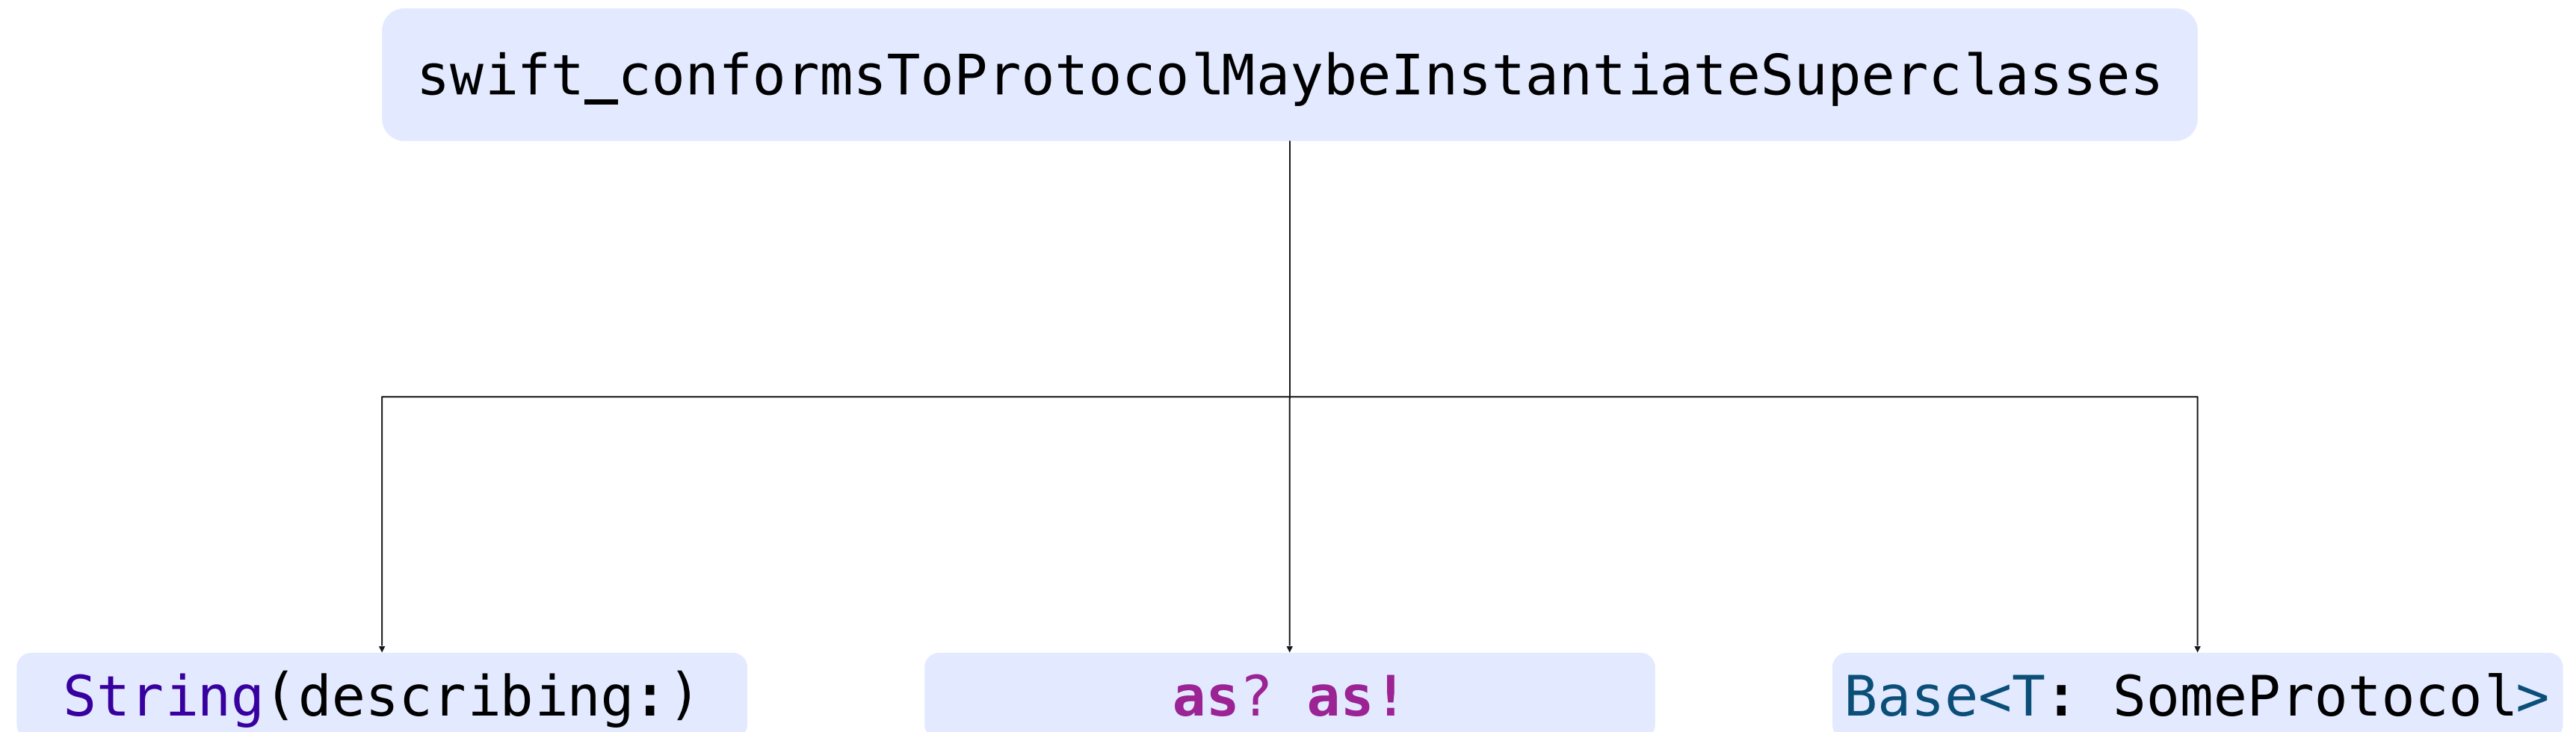 swift_conformsToProtocolMaybeInstantiateSuperclasses
String(describing:)
as? as!
Base<T: SomeProtocol>